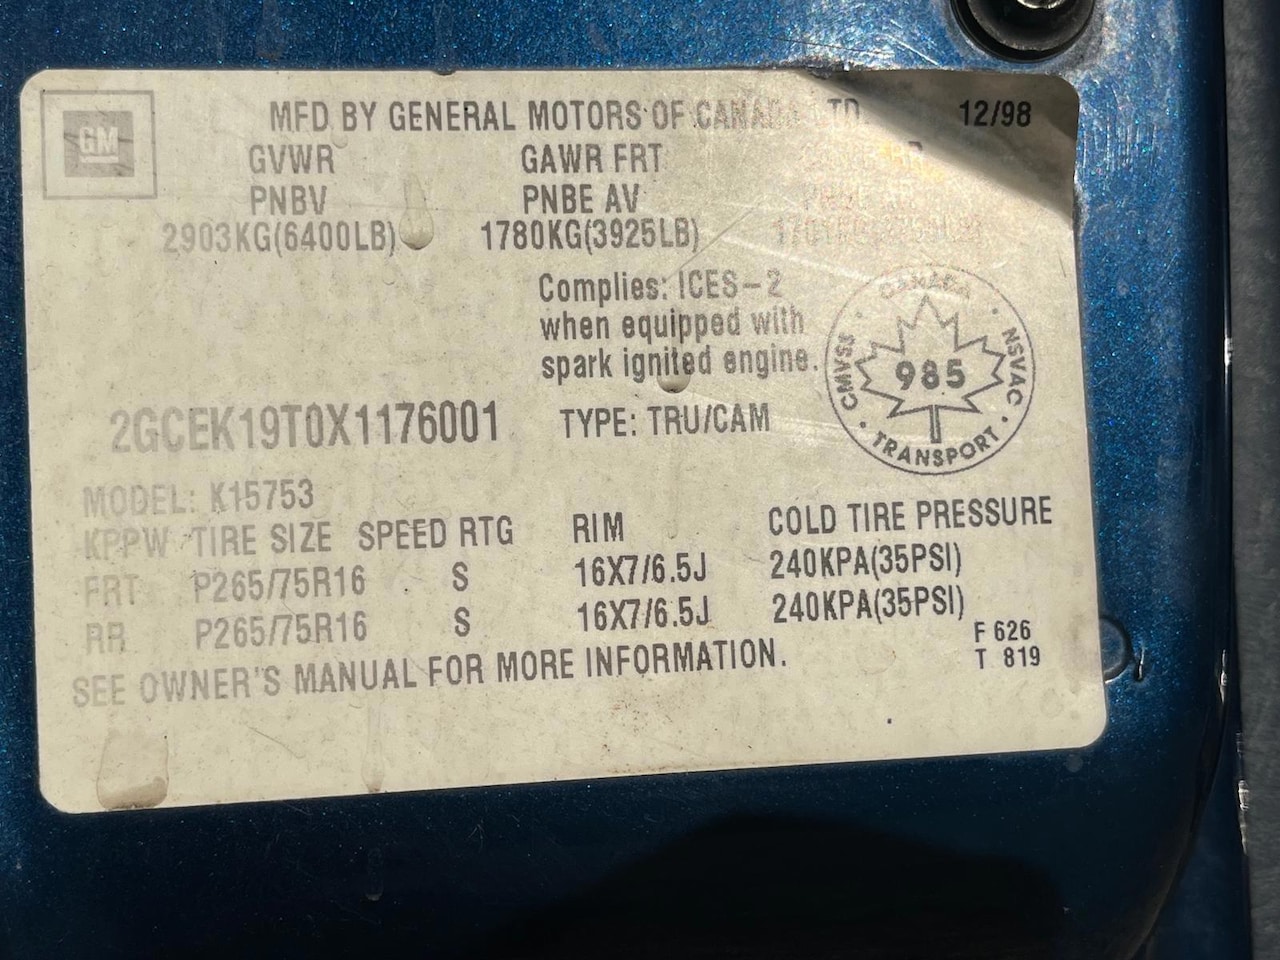 GM
MFD BY GENERAL MOTORS OF CANADA LTD 12/98
GVWR GAWR FRT
PNBV PNBE AV
2903KG(6400LB) 1780KG(3925LB)
Complies: ICES-2
when equipped with
spark ignited engine.
CANADA
CMVSS 985 NSVAC
TRANSPORT
2GCEK19T0X1176001 TYPE: TRU/CAM
MODEL: K15753
KPPW TIRE SIZE SPEED RTG RIM COLD TIRE PRESSURE
FRT P265/75R16 S 16X7/6.5J 240KPA(35PSI)
RR P265/75R16 S 16X7/6.5J 240KPA(35PSI)
SEE OWNER'S MANUAL FOR MORE INFORMATION.
F 626
T 819